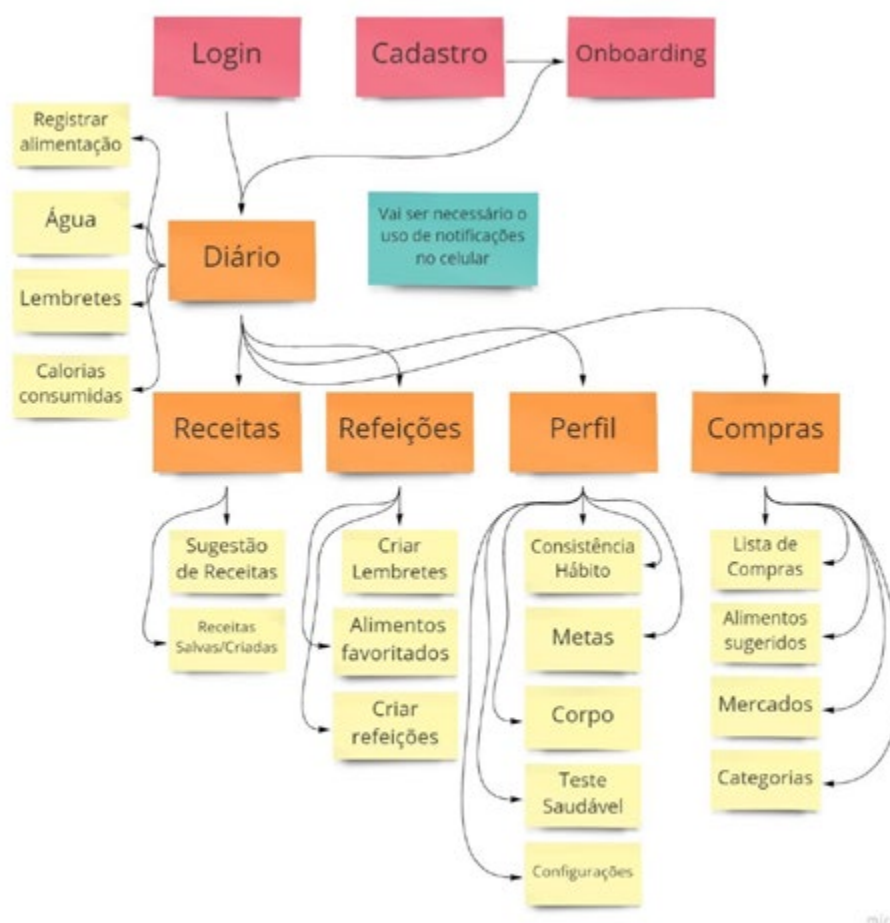 Login
Cadastro
Onboarding
Registrar
alimentação
Água
Lembretes
Calorias
consumidas
Diário
Vai ser necessário o
uso de notificações
no celular
Receitas
Refeições
Perfil
Compras
Sugestão
de Receitas
Receitas
Salvas/Criadas
Criar
Lembretes
Alimentos
favoritados
Criar
refeições
Consistência
Hábito
Metas
Corpo
Teste
Saudável
Configurações
Lista de
Compras
Alimentos
sugeridos
Mercados
Categorias